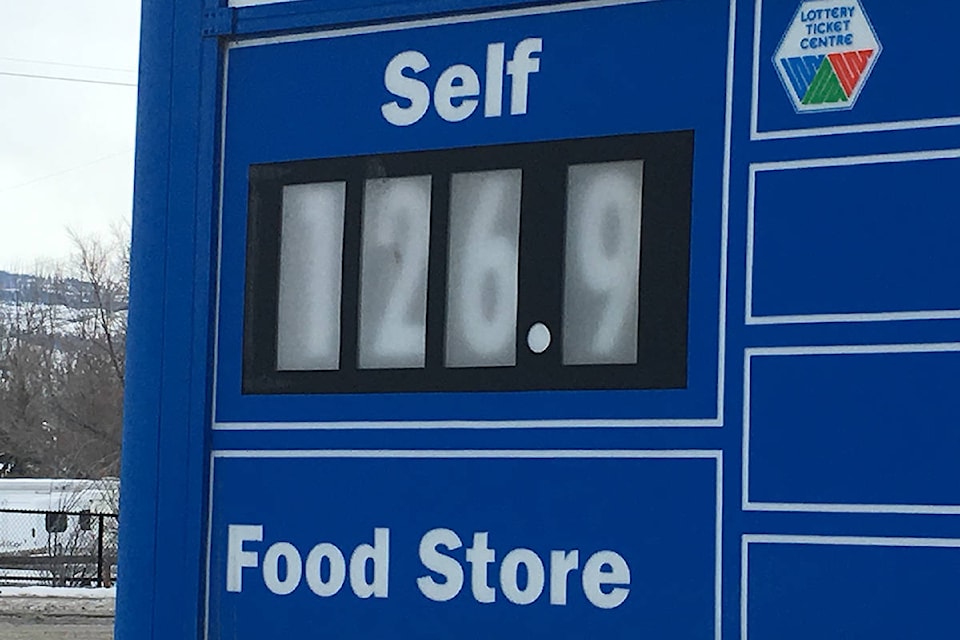 Self
126.9
Food Store
LOTTERY
TICKET
CENTRE